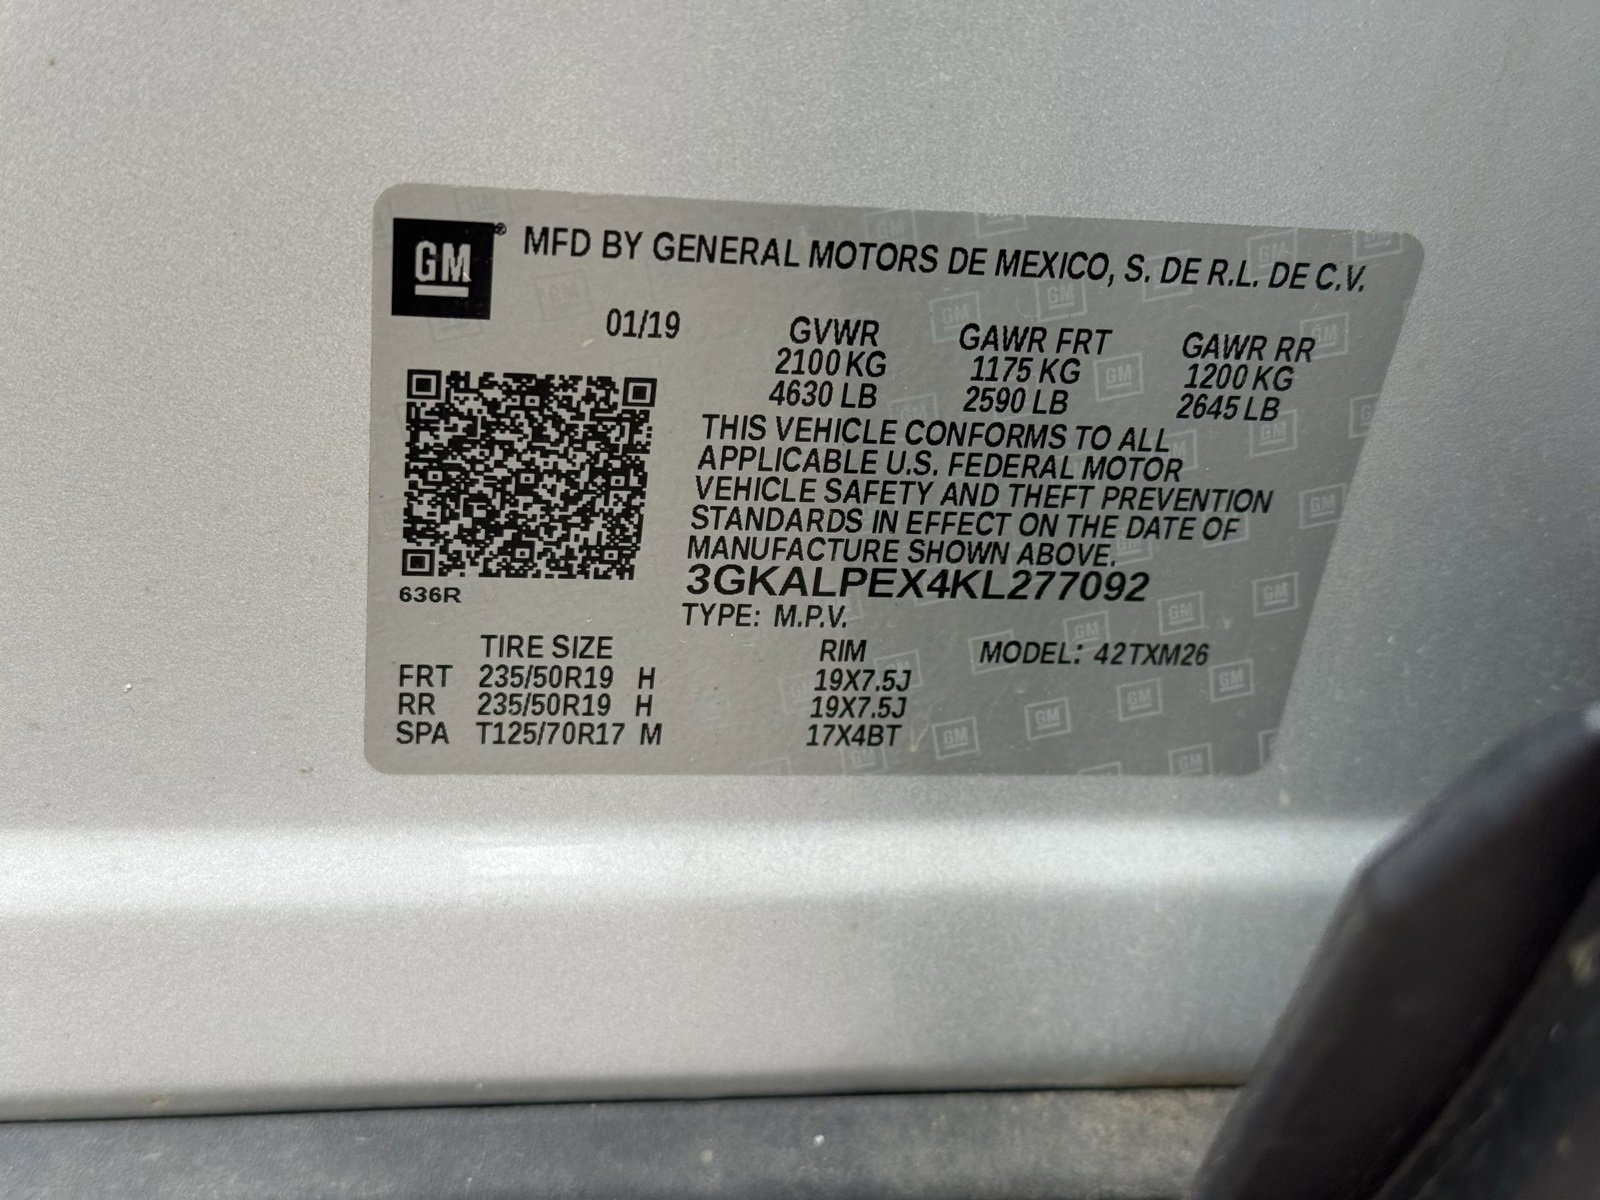 GM® MFD BY GENERAL MOTORS DE MEXICO, S. DE R.L. DE C.V.
01/19 GVWR GAWR FRT GAWR RR
2100 KG 1175 KG 1200 KG
4630 LB 2590 LB 2645 LB
THIS VEHICLE CONFORMS TO ALL
APPLICABLE U.S. FEDERAL MOTOR
VEHICLE SAFETY AND THEFT PREVENTION
STANDARDS IN EFFECT ON THE DATE OF
MANUFACTURE SHOWN ABOVE.
3GKALPEX4KL277092
636R
TYPE: M.P.V.
TIRE SIZE RIM MODEL: 42TXM26
FRT 235/50R19 H 19X7.5J
RR 235/50R19 H 19X7.5J
SPA T125/70R17 M 17X4BT